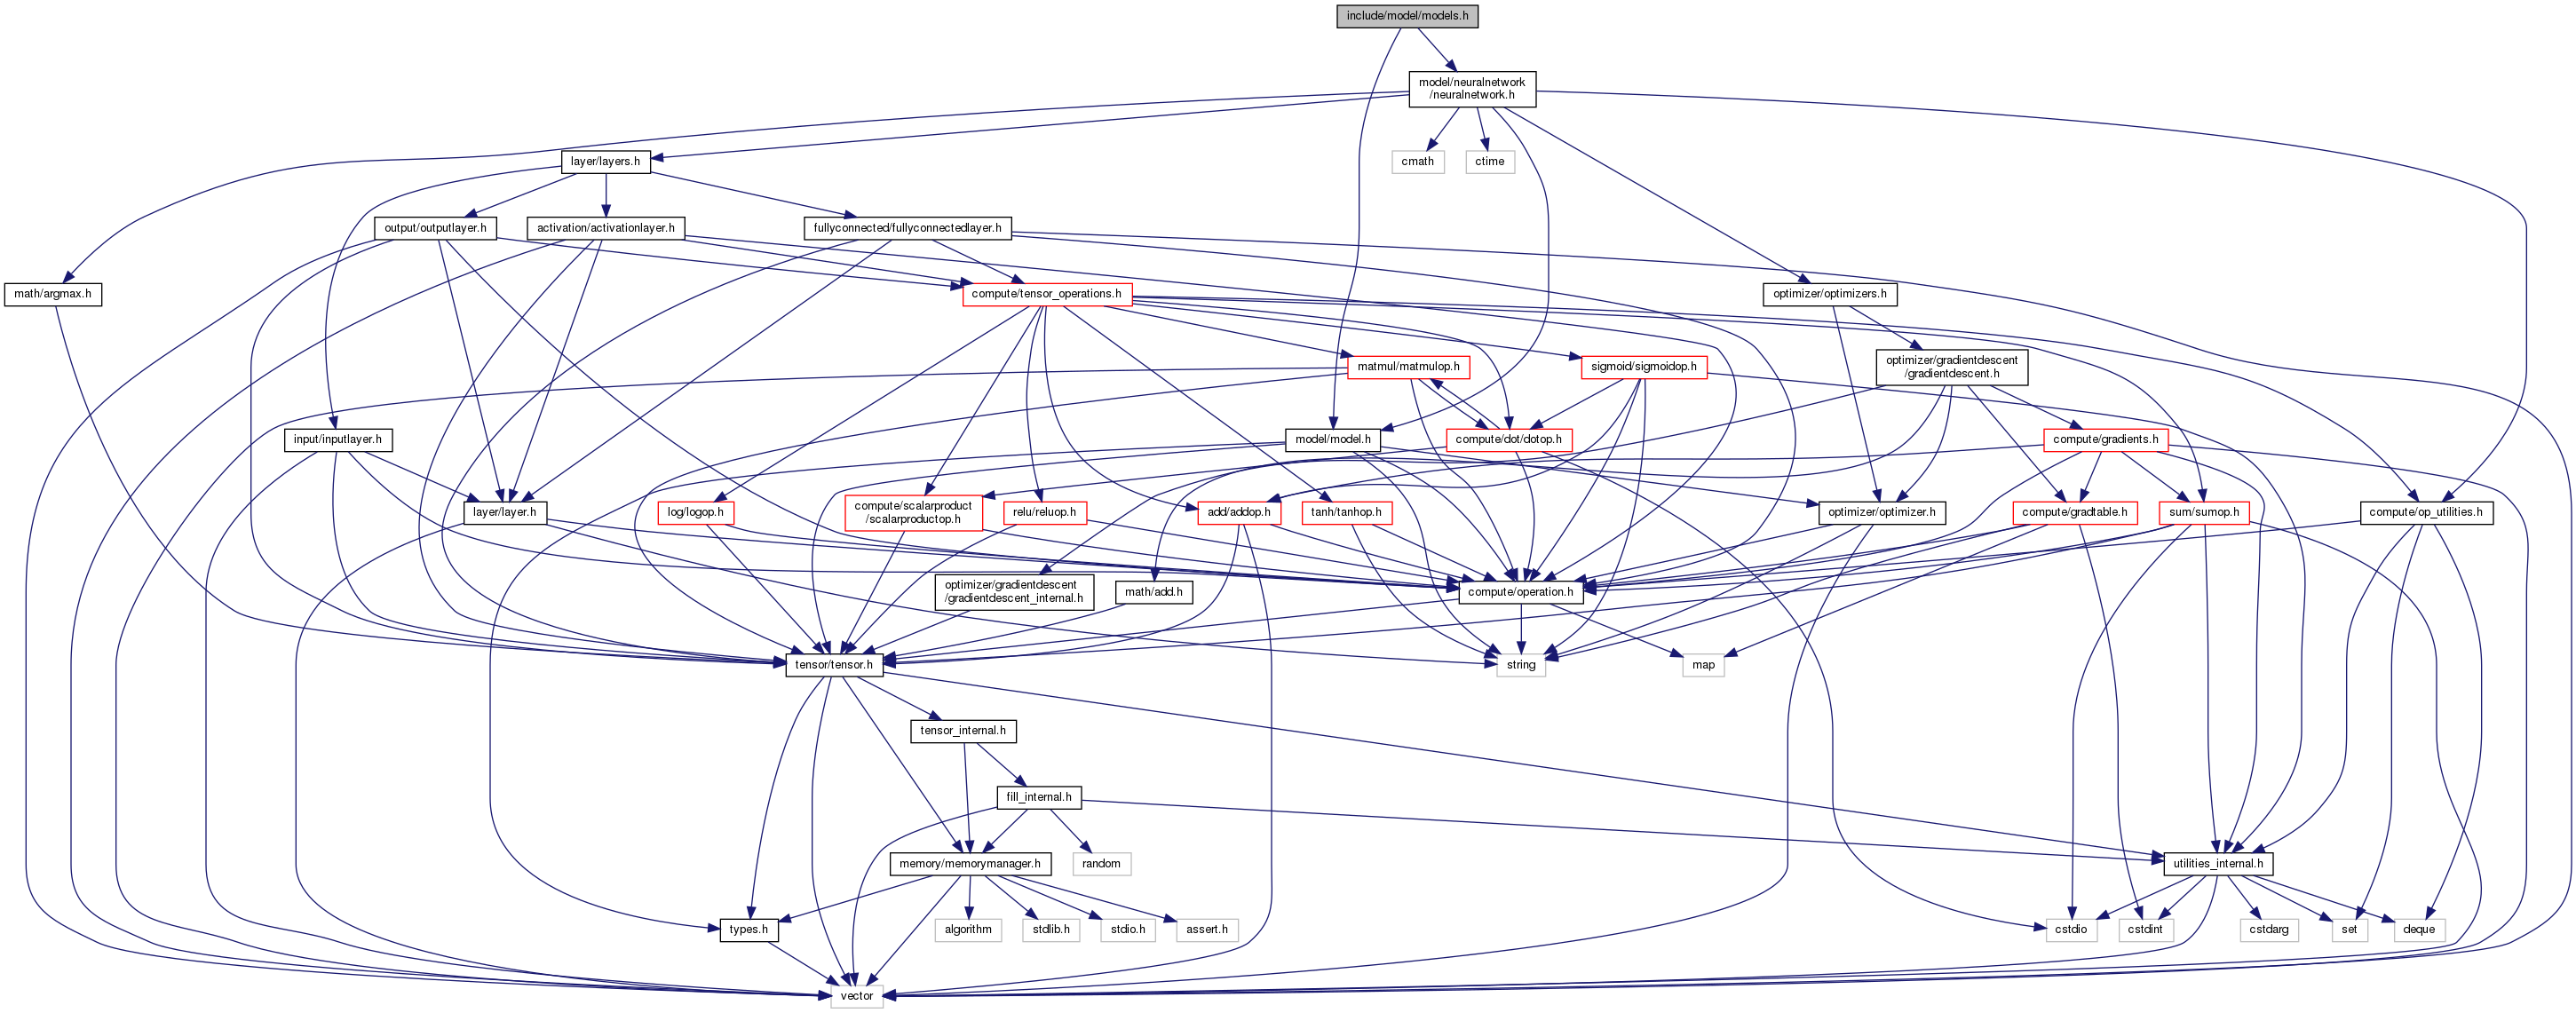 include/model/models.h
model/neuralnetwork
/neuralnetwork.h
layer/layers.h
cmath
ctime
output/outputlayer.h
activation/activationlayer.h
fullyconnected/fullyconnectedlayer.h
math/argmax.h
compute/tensor_operations.h
optimizer/optimizers.h
matmul/matmulop.h
sigmoid/sigmoidop.h
optimizer/gradientdescent
/gradientdescent.h
input/inputlayer.h
model/model.h
compute/dot/dotop.h
compute/gradients.h
layer/layer.h
log/logop.h
compute/scalarproduct
/scalarproductop.h
relu/reluop.h
add/addop.h
tanh/tanhop.h
optimizer/optimizer.h
compute/gradtable.h
sum/sumop.h
compute/op_utilities.h
optimizer/gradientdescent
/gradientdescent_internal.h
math/add.h
compute/operation.h
tensor/tensor.h
string
map
tensor_internal.h
fill_internal.h
memory/memorymanager.h
random
utilities_internal.h
types.h
algorithm
stdlib.h
stdio.h
assert.h
cstdio
cstdint
cstdarg
set
deque
vector